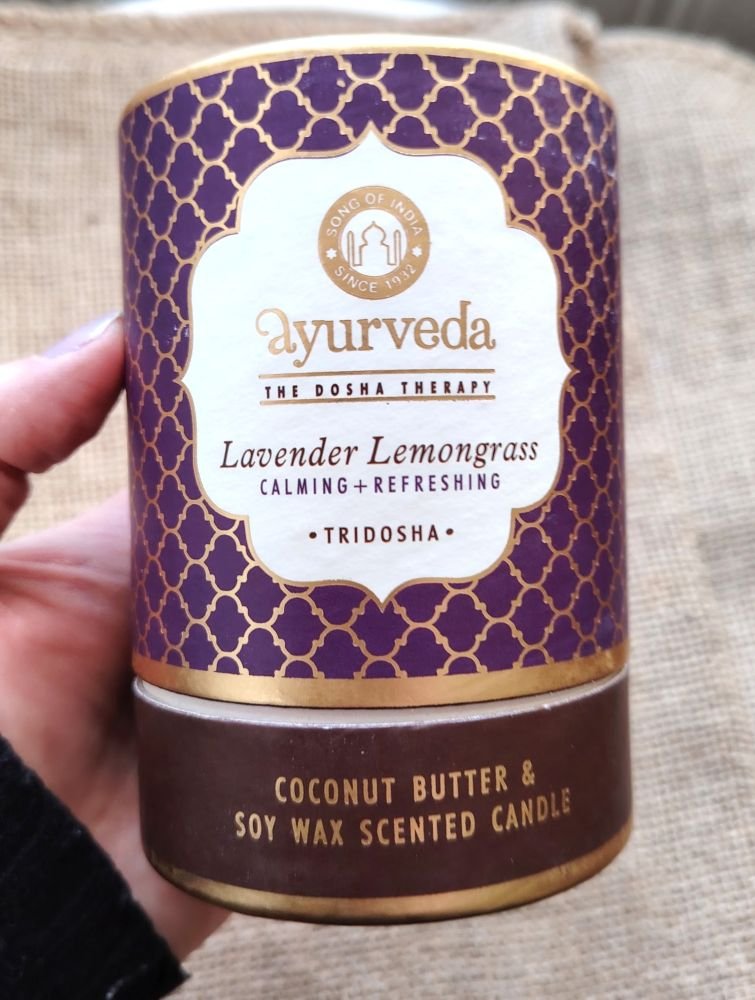 SONG OF INDIA
SINCE 1932
ayurveda
THE DOSHA THERAPY
Lavender Lemongrass
CALMING+REFRESHING
•TRIDOSHA•
COCONUT BUTTER &
SOY WAX SCENTED CANDLE